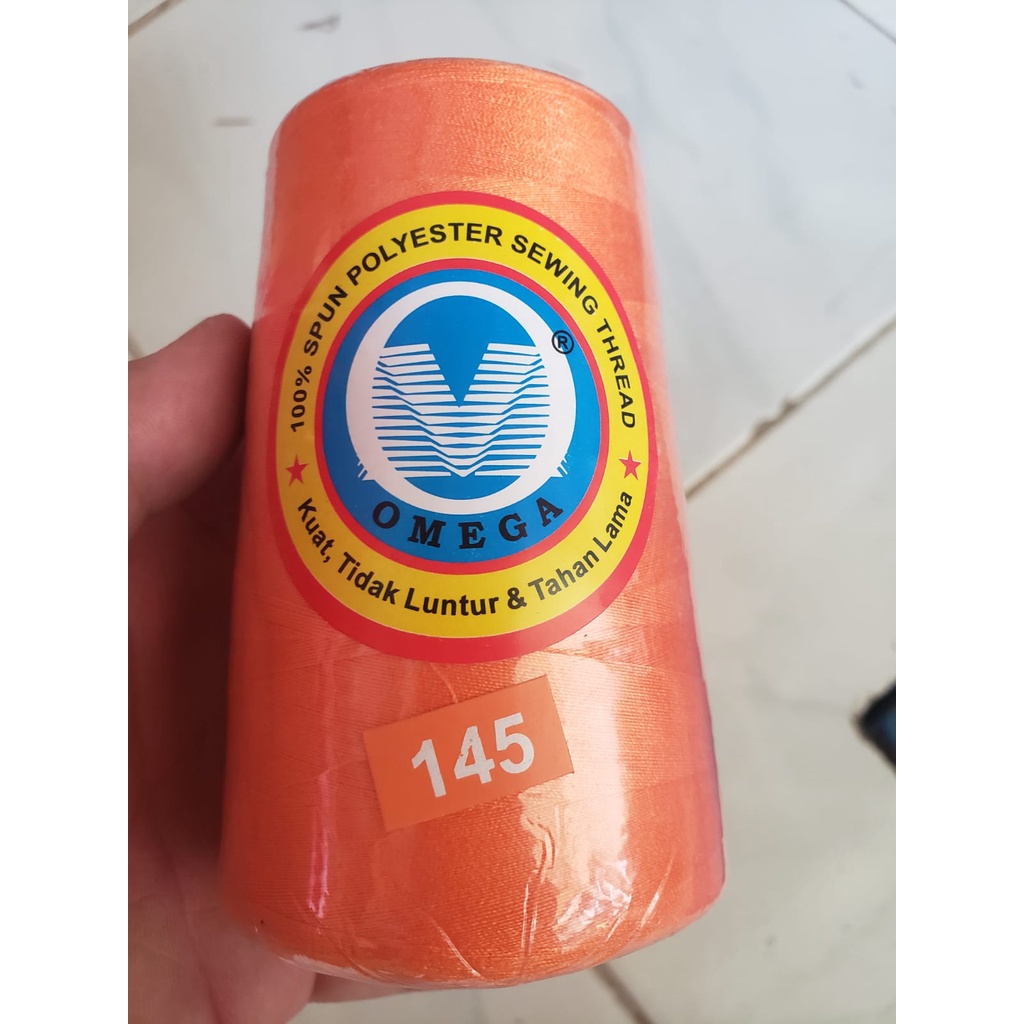 100% SPUN POLYESTER SEWING THREAD
®
OMEGA
Kuat, Tidak Luntur & Tahan Lama
145